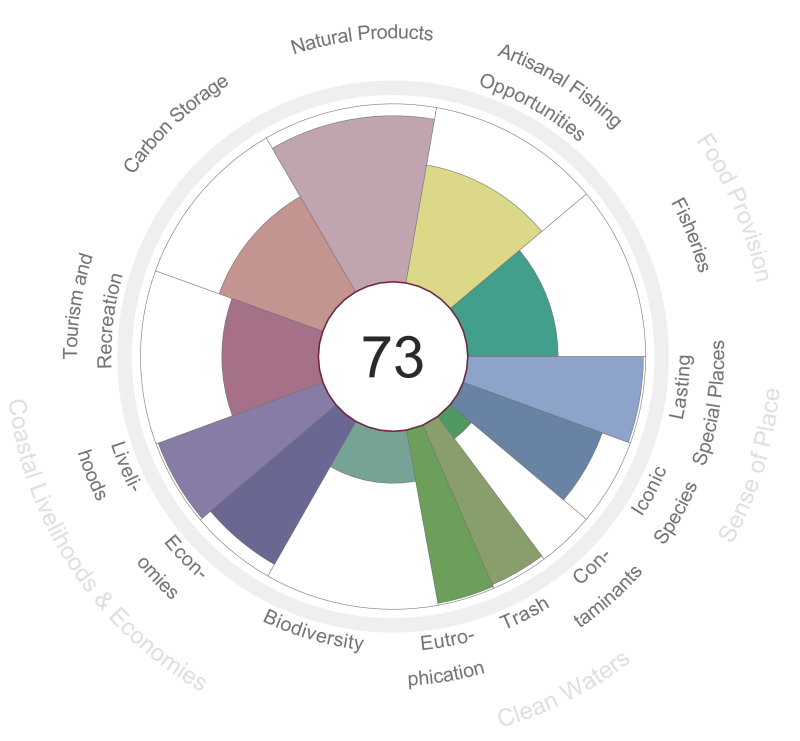 Natural Products
Artisanal Fishing
Opportunities
Carbon Storage
Food Provision
Fisheries
Tourism and
Recreation
73
Lasting
Special Places
Sense of Place
Iconic
Species
Liveli-
hoods
Coastal Livelihoods & Economies
Econ-
omies
Con-
taminants
Trash
Biodiversity
Eutro-
phication
Clean Waters